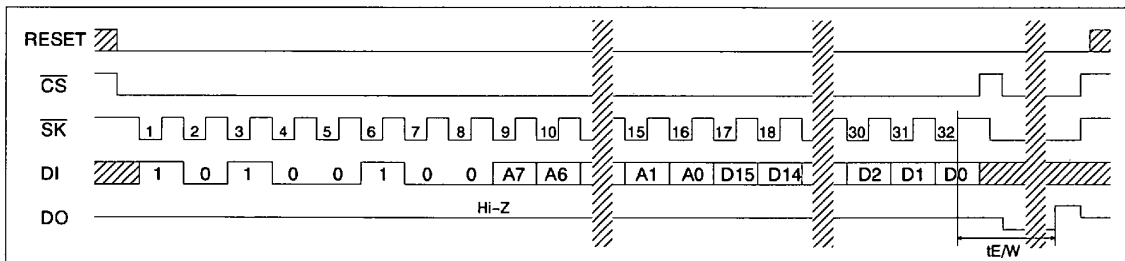 RESET
CS
SK 1 2 3 4 5 6 7 8 9 10 15 16 17 18 30 31 32
DI 1 0 1 0 0 1 0 0 A7 A6 A1 A0 D15 D14 D2 D1 D0
Hi-Z
DO
tE/W